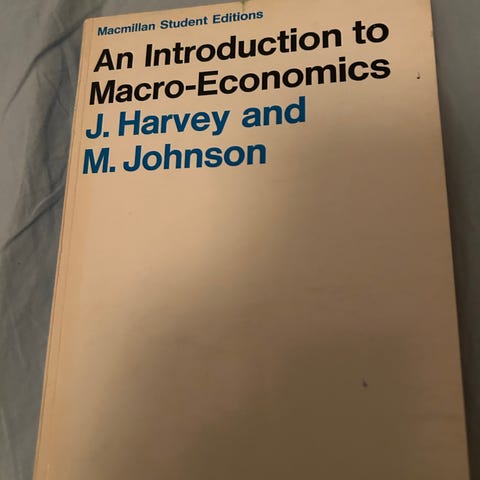 Macmillan Student Editions
An Introduction to
Macro-Economics
J. Harvey and
M. Johnson